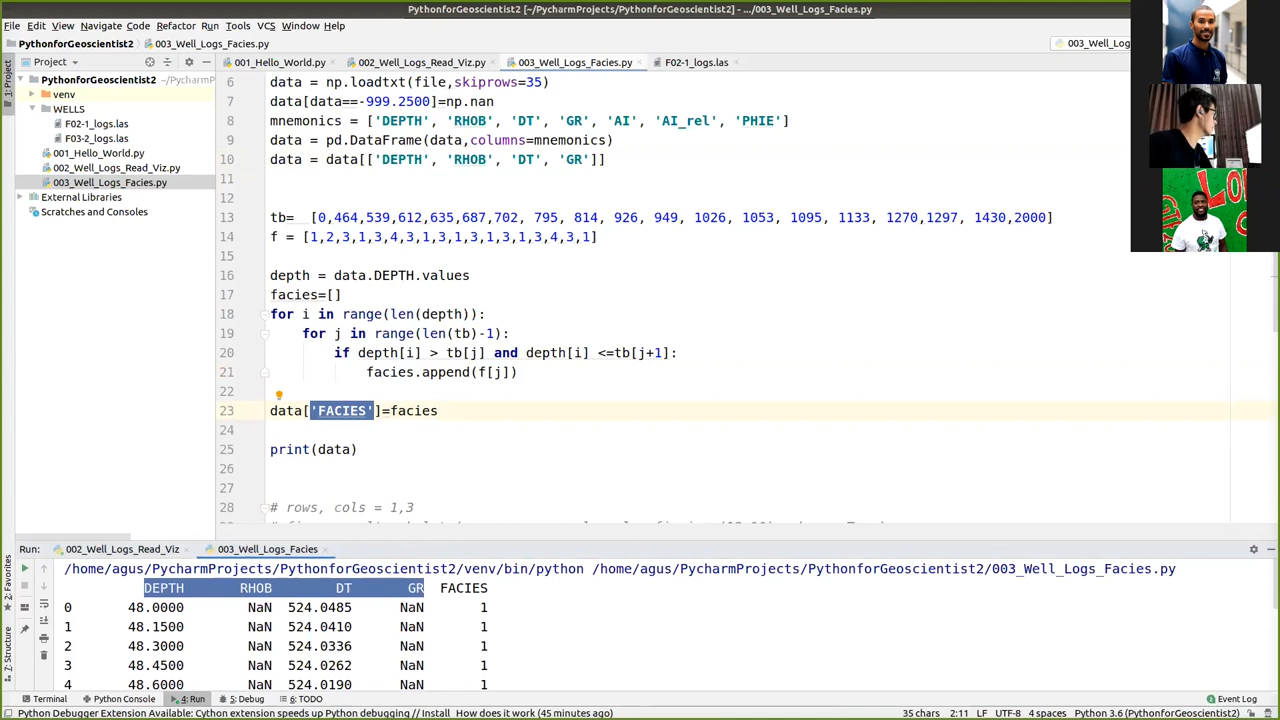 PythonforGeoscientist2 [~/PycharmProjects/PythonforGeoscientist2] - .../003_Well_Logs_Facies.py
File Edit View Navigate Code Refactor Run Tools VCS Window Help
PythonforGeoscientist2 003_Well_Logs_Facies.py 003_Well_Log
1: Project
Project 001_Hello_World.py 002_Well_Logs_Read_Viz.py 003_Well_Logs_Facies.py F02-1_logs.las
PythonforGeoscientist2 ~/PycharmP
venv
WELLS
F02-1_logs.las
F03-2_logs.las
001_Hello_World.py
002_Well_Logs_Read_Viz.py
003_Well_Logs_Facies.py
External Libraries
Scratches and Consoles
6 data = np.loadtxt(file,skiprows=35)
7 data[data==-999.2500]=np.nan
8 mnemonics = ['DEPTH', 'RHOB', 'DT', 'GR', 'AI', 'AI_rel', 'PHIE']
9 data = pd.DataFrame(data,columns=mnemonics)
10 data = data[['DEPTH', 'RHOB', 'DT', 'GR']]
11
12
13 tb= [0,464,539,612,635,687,702, 795, 814, 926, 949, 1026, 1053, 1095, 1133, 1270,1297, 1430,2000]
14 f = [1,2,3,1,3,4,3,1,3,1,3,1,3,1,3,4,3,1]
15
16 depth = data.DEPTH.values
17 facies=[]
18 for i in range(len(depth)):
19 for j in range(len(tb)-1):
20 if depth[i] > tb[j] and depth[i] <=tb[j+1]:
21 facies.append(f[j])
22
23 data['FACIES']=facies
24
25 print(data)
26
27
28 # rows, cols = 1,3
Run: 002_Well_Logs_Read_Viz 003_Well_Logs_Facies
2: Favorites
7: Structure
/home/agus/PycharmProjects/PythonforGeoscientist2/venv/bin/python /home/agus/PycharmProjects/PythonforGeoscientist2/003_Well_Logs_Facies.py
DEPTH RHOB DT GR FACIES
0 48.0000 NaN 524.0485 NaN 1
1 48.1500 NaN 524.0410 NaN 1
2 48.3000 NaN 524.0336 NaN 1
3 48.4500 NaN 524.0262 NaN 1
4 48.6000 NaN 524.0190 NaN 1
Terminal Python Console 4: Run 5: Debug 6: TODO Event Log
Python Debugger Extension Available: Cython extension speeds up Python debugging // Install How does it work (45 minutes ago) 35 chars 2:11 LF UTF-8 4 spaces Python 3.6 (PythonforGeoscientist2)